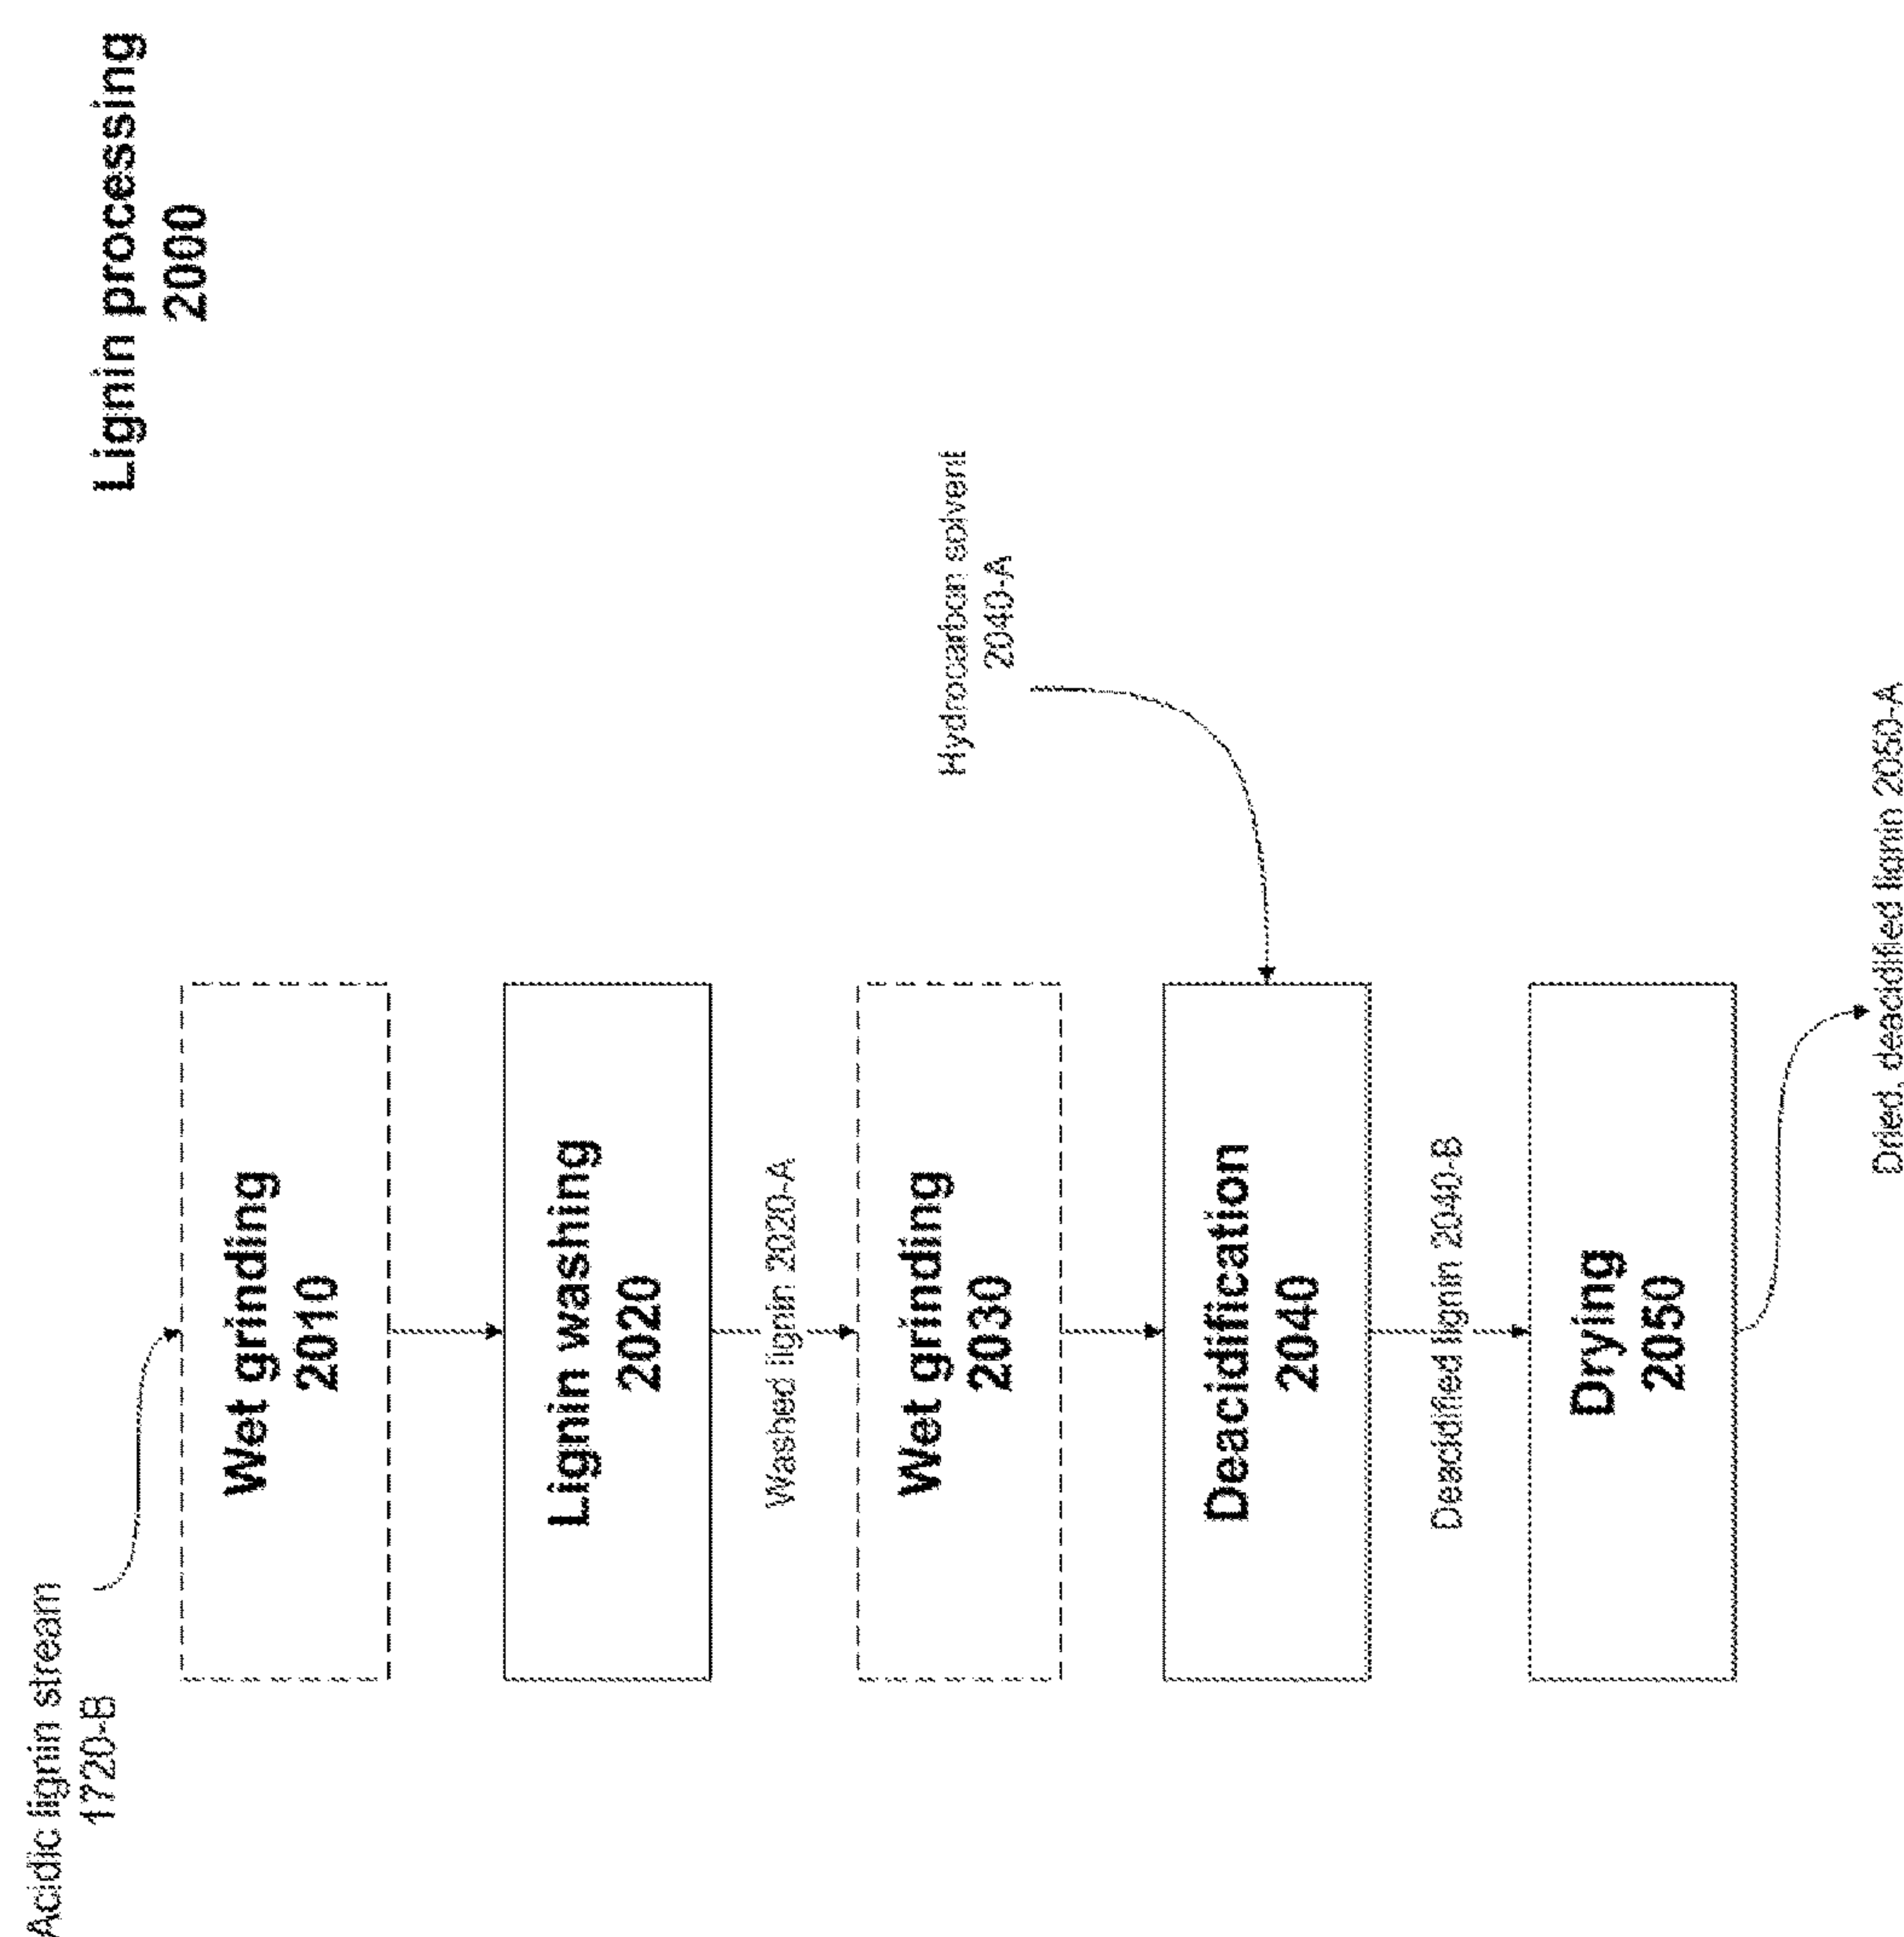 Lignin processing
2000
Acidic lignin stream
1720-B
Wet grinding
2010
Lignin washing
2020
Washed lignin 2020-A
Wet grinding
2030
Hydrocarbon solvent
2040-A
Deacidification
2040
Deacidified lignin 2040-B
Drying
2050
Dried, deacidified lignin 2050-A